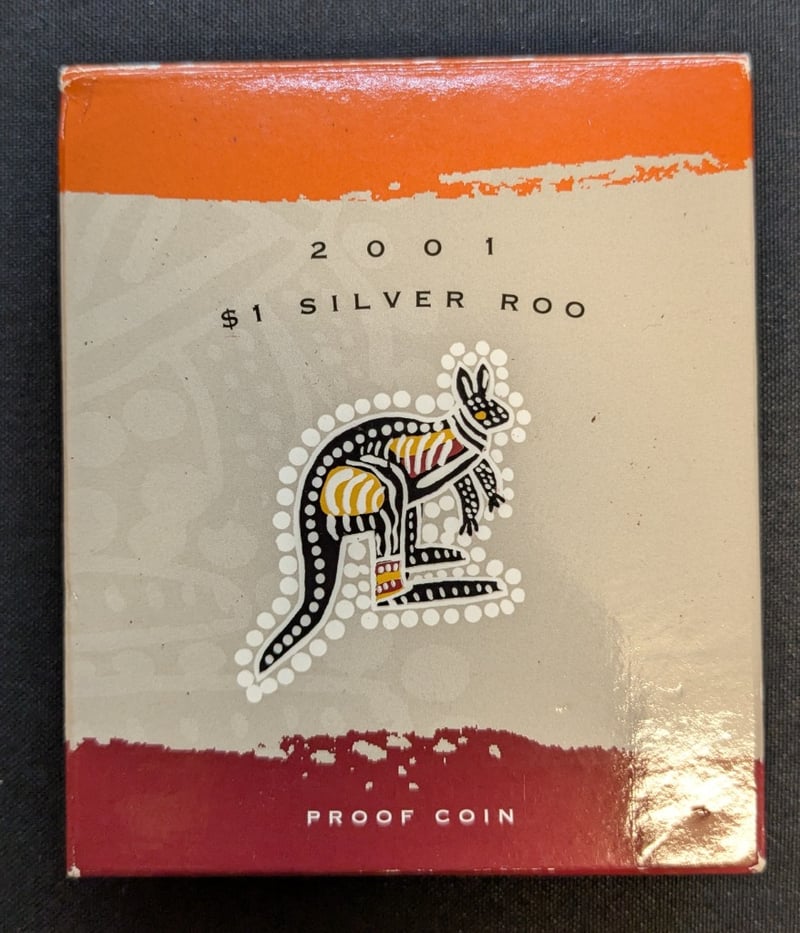 2001
$1 SILVER ROO
PROOF COIN